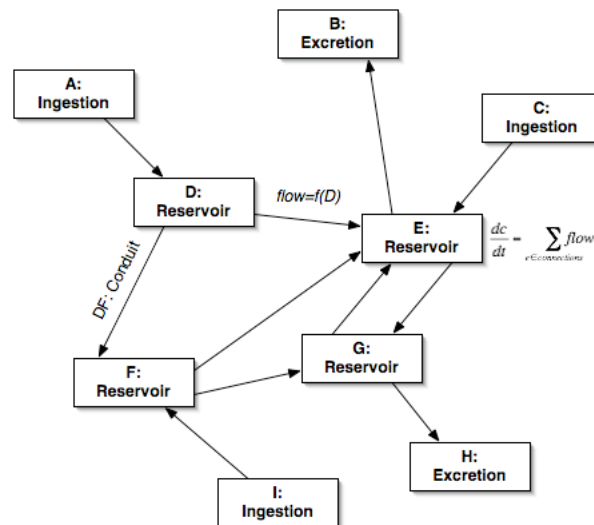 B:
Excretion
A:
Ingestion
C:
Ingestion
D:
Reservoir
flow=f(D)
E:
Reservoir
dc/dt = ∑ flow
c∈connections
DF: Conduit
F:
Reservoir
G:
Reservoir
H:
Excretion
I:
Ingestion